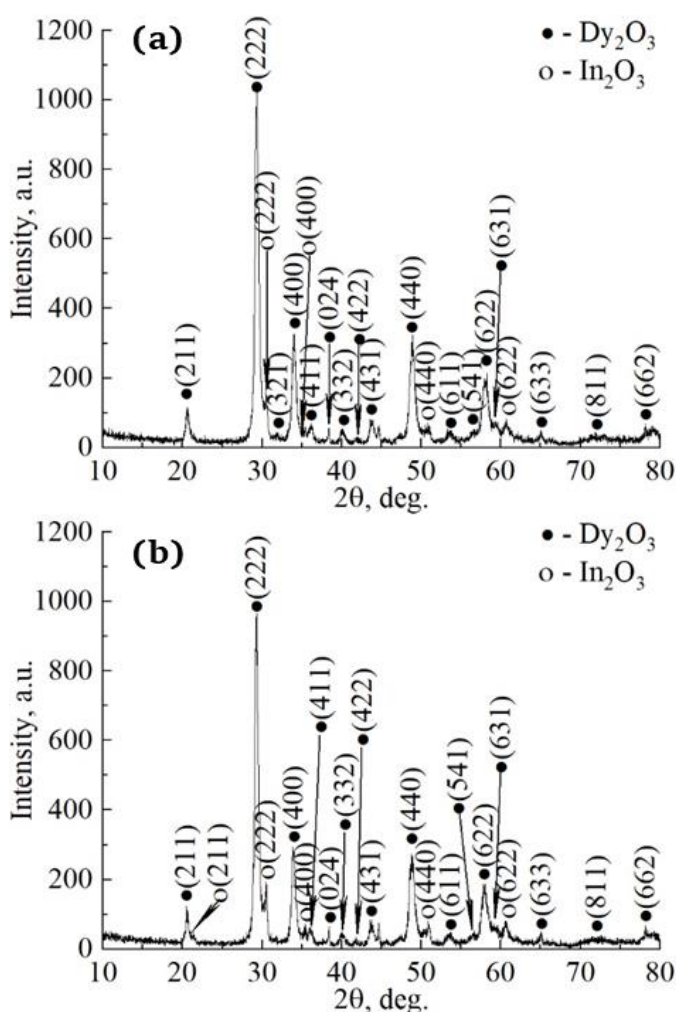 (a)
● - Dy₂O₃
o - In₂O₃
Intensity, a.u.
1200
1000
800
600
400
200
0
●(211)
●(222)
o(222)
●(321)
●(400)
o(400)
●(411)
●(024)
●(332)
●(422)
●(431)
●(440)
o(440)
●(611)
●(541)
●(622)
●(631)
o(622)
●(633)
●(811)
●(662)
10 20 30 40 50 60 70 80
2θ, deg.
(b)
● - Dy₂O₃
o - In₂O₃
Intensity, a.u.
1200
1000
800
600
400
200
0
●(211)
o(211)
●(222)
o(222)
●(400)
o(400)
●(411)
●(024)
●(332)
●(422)
●(431)
●(440)
o(440)
●(611)
●(541)
●(622)
●(631)
o(622)
●(633)
●(811)
●(662)
10 20 30 40 50 60 70 80
2θ, deg.